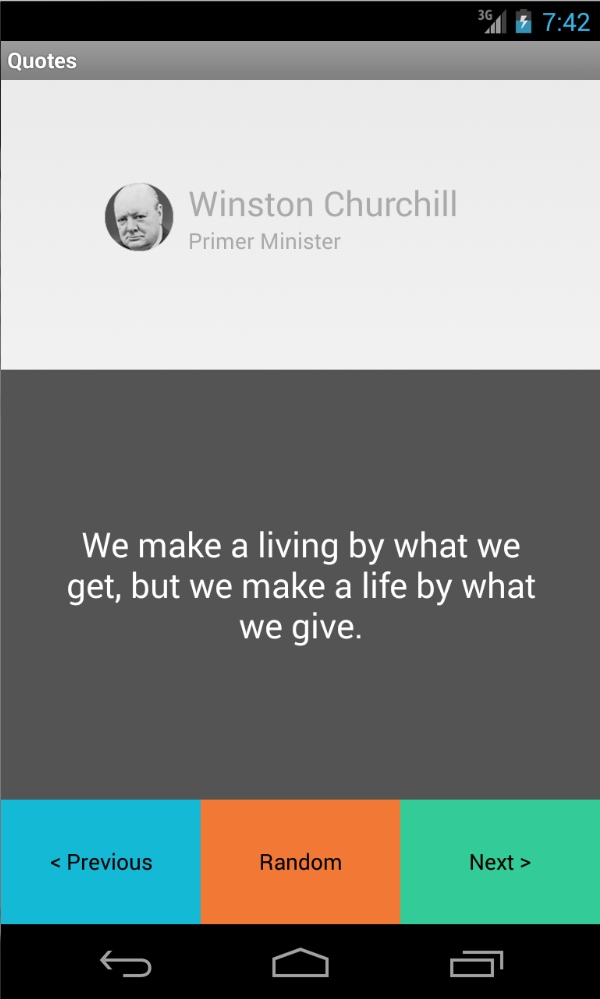 3G 7:42
Quotes
Winston Churchill
Primer Minister
We make a living by what we
get, but we make a life by what
we give.
< Previous Random Next >